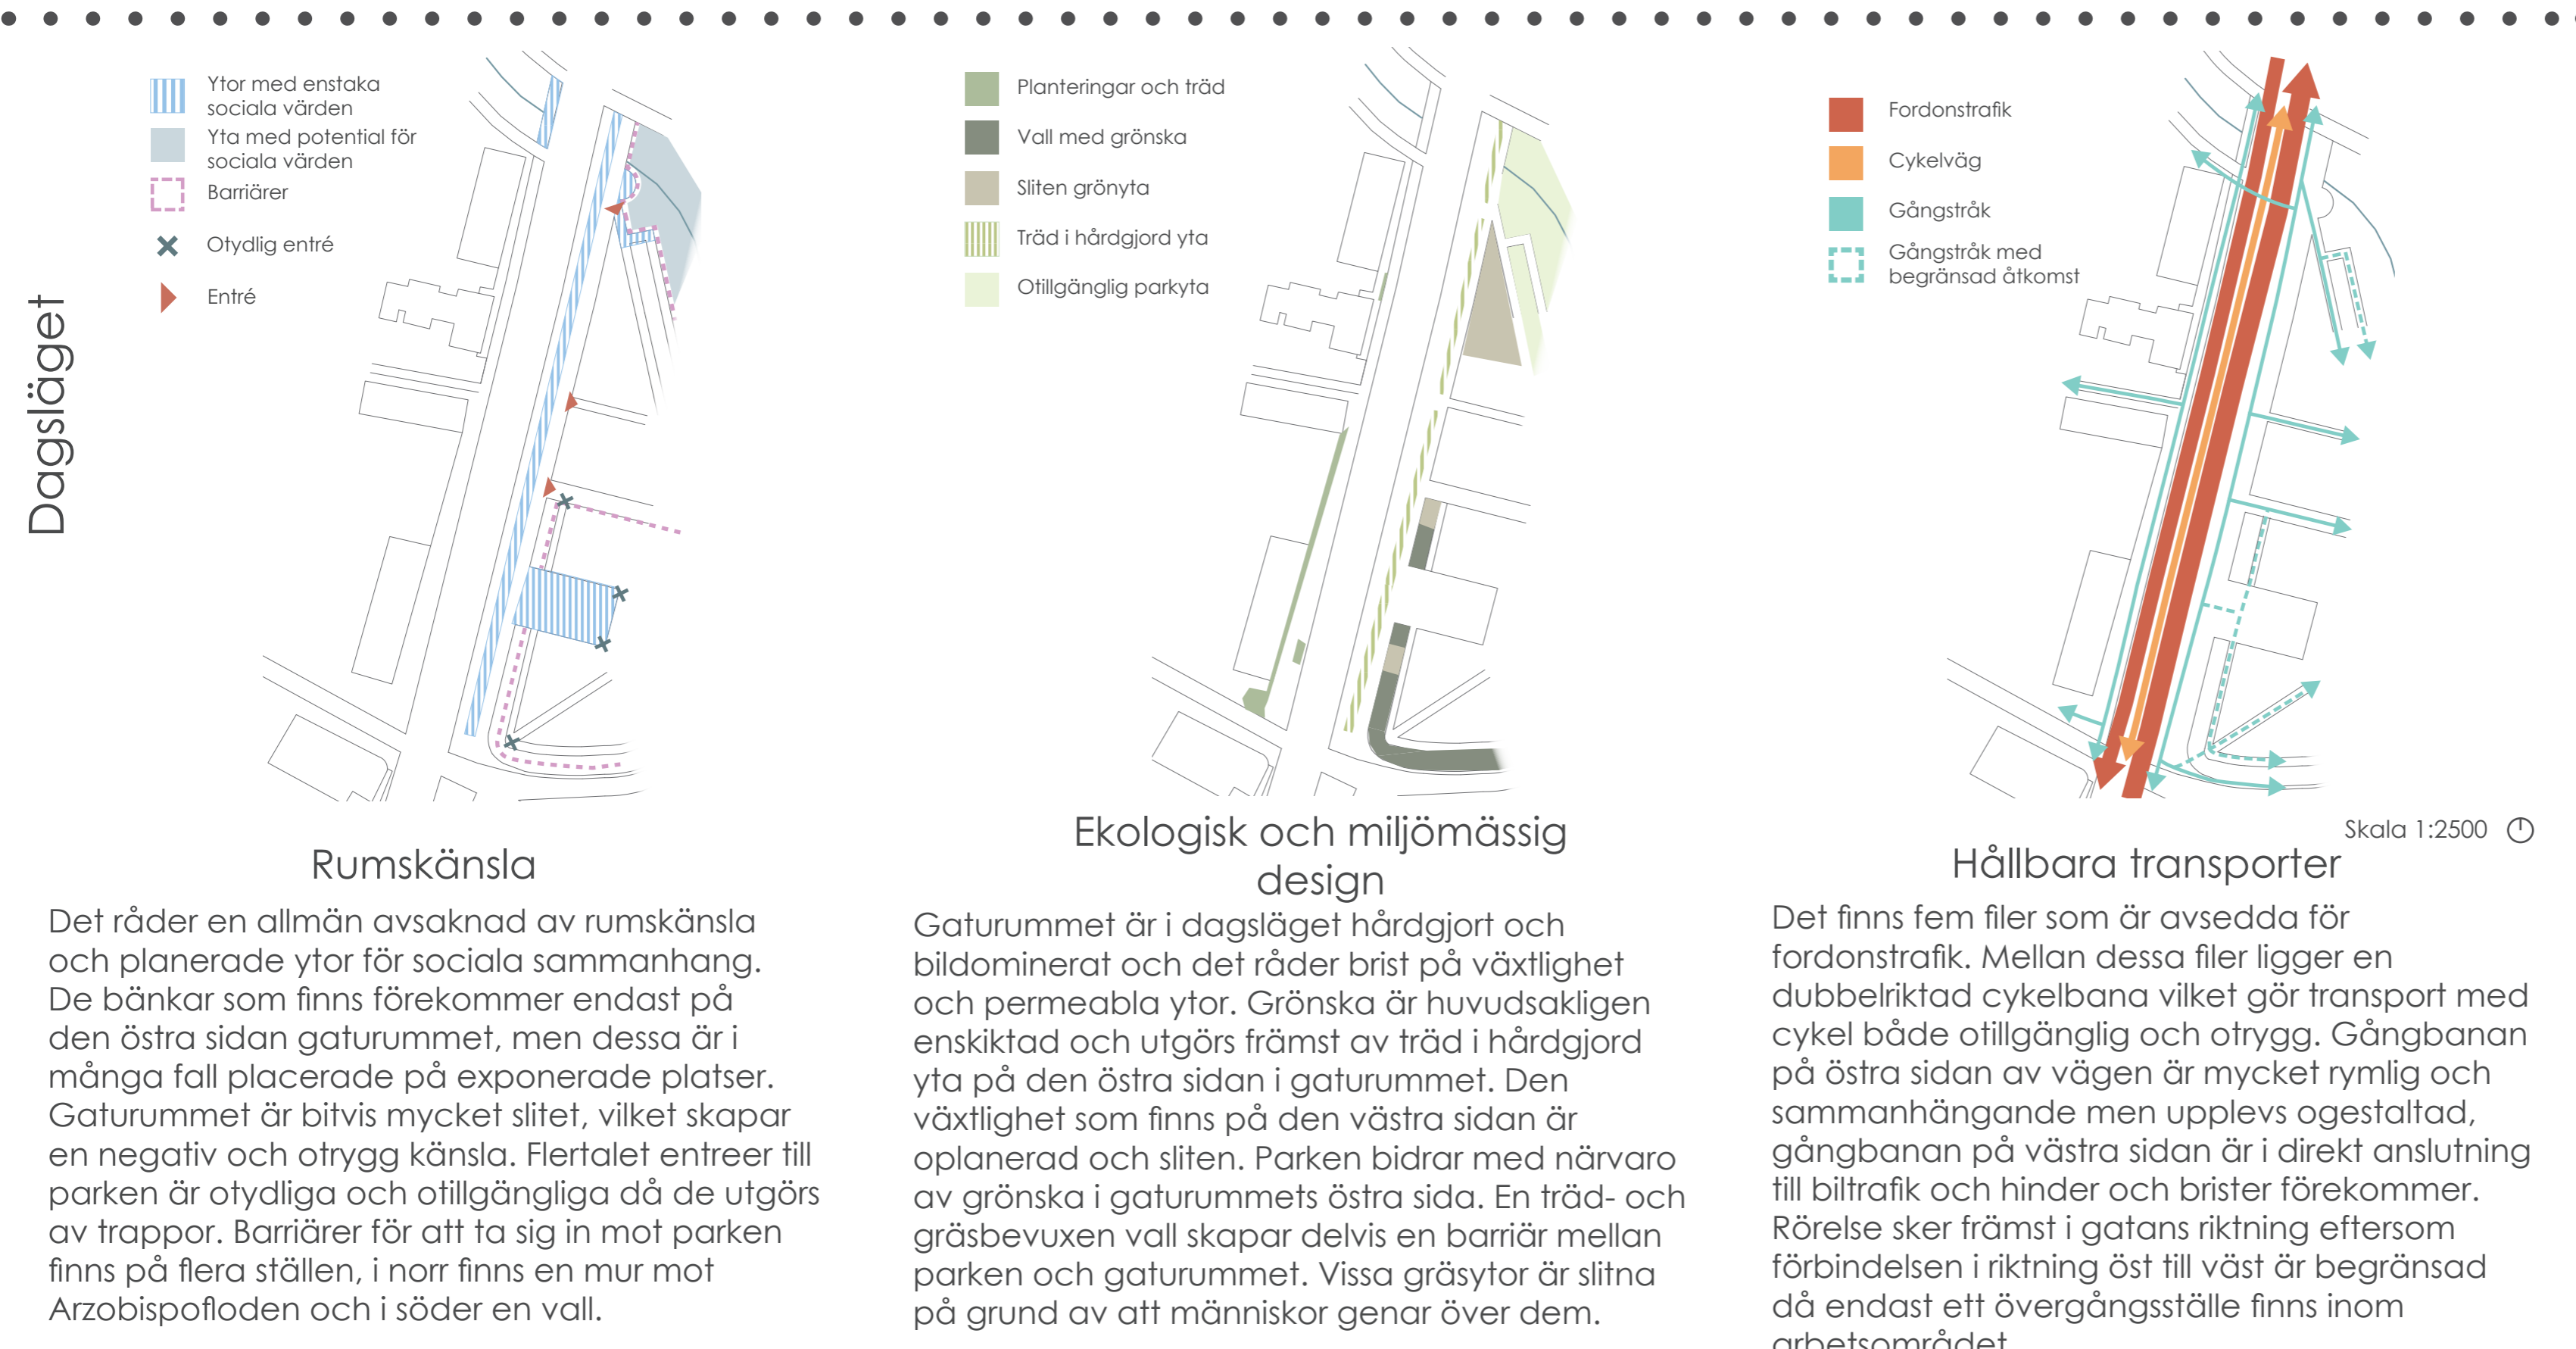 Dagsläget
Ytor med enstaka
sociala värden
Yta med potential för
sociala värden
Barriärer
Otydlig entré
Entré
Rumskänsla
Det råder en allmän avsaknad av rumskänsla
och planerade ytor för sociala sammanhang.
De bänkar som finns förekommer endast på
den östra sidan gaturummet, men dessa är i
många fall placerade på exponerade platser.
Gaturummet är bitvis mycket slitet, vilket skapar
en negativ och otrygg känsla. Flertalet entreer till
parken är otydliga och otillgängliga då de utgörs
av trappor. Barriärer för att ta sig in mot parken
finns på flera ställen, i norr finns en mur mot
Arzobispofloden och i söder en vall.
Planteringar och träd
Vall med grönska
Sliten grönyta
Träd i hårdgjord yta
Otillgänglig parkyta
Ekologisk och miljömässig
design
Gaturummet är i dagsläget hårdgjort och
bildominerat och det råder brist på växtlighet
och permeabla ytor. Grönska är huvudsakligen
enskiktad och utgörs främst av träd i hårdgjord
yta på den östra sidan i gaturummet. Den
växtlighet som finns på den västra sidan är
oplanerad och sliten. Parken bidrar med närvaro
av grönska i gaturummets östra sida. En träd- och
gräsbevuxen vall skapar delvis en barriär mellan
parken och gaturummet. Vissa gräsytor är slitna
på grund av att människor genar över dem.
Fordonstrafik
Cykelväg
Gångstråk
Gångstråk med
begränsad åtkomst
Skala 1:2500
Hållbara transporter
Det finns fem filer som är avsedda för
fordonstrafik. Mellan dessa filer ligger en
dubbelriktad cykelbana vilket gör transport med
cykel både otillgänglig och otrygg. Gångbanan
på östra sidan av vägen är mycket rymlig och
sammanhängande men upplevs ogestaltad,
gångbanan på västra sidan är i direkt anslutning
till biltrafik och hinder och brister förekommer.
Rörelse sker främst i gatans riktning eftersom
förbindelsen i riktning öst till väst är begränsad
då endast ett övergångsställe finns inom
arbetsområdet